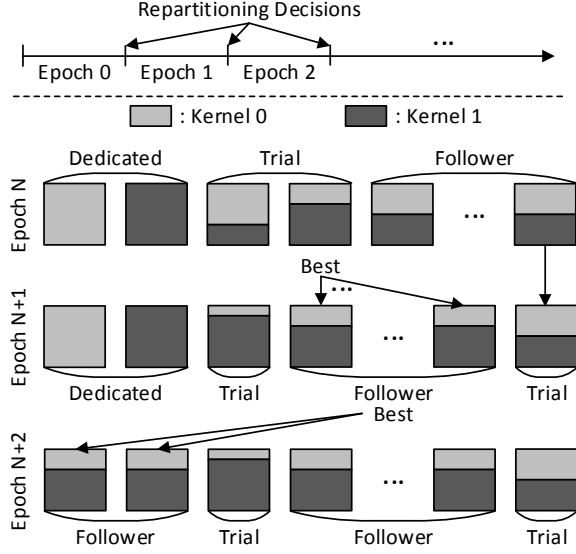 Repartitioning Decisions
...
Epoch 0 Epoch 1 Epoch 2
: Kernel 0 : Kernel 1
Dedicated Trial Follower
Epoch N
...
Best
...
Epoch N+1
...
Dedicated Trial Follower Trial
Best
Epoch N+2
...
Follower Trial Follower Trial